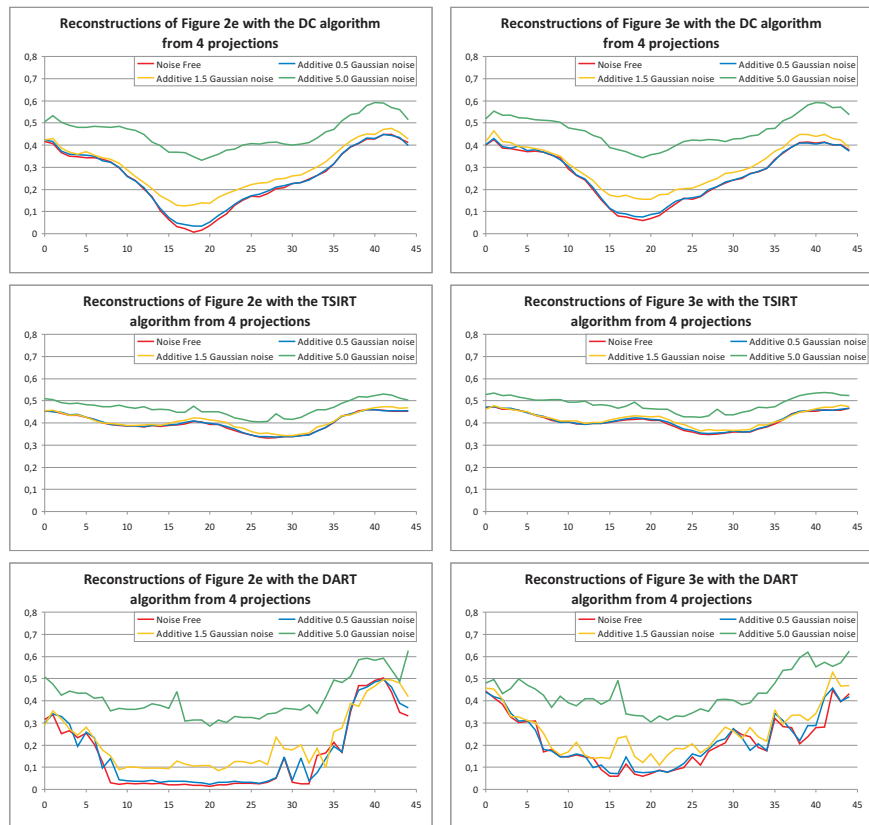 Reconstructions of Figure 2e with the DC algorithm
from 4 projections
Noise Free
Additive 0.5 Gaussian noise
Additive 1.5 Gaussian noise
Additive 5.0 Gaussian noise
0,8
0,7
0,6
0,5
0,4
0,3
0,2
0,1
0
0 5 10 15 20 25 30 35 40 45
Reconstructions of Figure 3e with the DC algorithm
from 4 projections
Noise Free
Additive 0.5 Gaussian noise
Additive 1.5 Gaussian noise
Additive 5.0 Gaussian noise
0,8
0,7
0,6
0,5
0,4
0,3
0,2
0,1
0
0 5 10 15 20 25 30 35 40 45
Reconstructions of Figure 2e with the TSIRT
algorithm from 4 projections
Noise Free
Additive 0.5 Gaussian noise
Additive 1.5 Gaussian noise
Additive 5.0 Gaussian noise
0,8
0,7
0,6
0,5
0,4
0,3
0,2
0,1
0
0 5 10 15 20 25 30 35 40 45
Reconstructions of Figure 3e with the TSIRT
algorithm from 4 projections
Noise Free
Additive 0.5 Gaussian noise
Additive 1.5 Gaussian noise
Additive 5.0 Gaussian noise
0,8
0,7
0,6
0,5
0,4
0,3
0,2
0,1
0
0 5 10 15 20 25 30 35 40 45
Reconstructions of Figure 2e with the DART
algorithm from 4 projections
Noise Free
Additive 0.5 Gaussian noise
Additive 1.5 Gaussian noise
Additive 5.0 Gaussian noise
0,8
0,7
0,6
0,5
0,4
0,3
0,2
0,1
0
0 5 10 15 20 25 30 35 40 45
Reconstructions of Figure 3e with the DART
algorithm from 4 projections
Noise Free
Additive 0.5 Gaussian noise
Additive 1.5 Gaussian noise
Additive 5.0 Gaussian noise
0,8
0,7
0,6
0,5
0,4
0,3
0,2
0,1
0
0 5 10 15 20 25 30 35 40 45